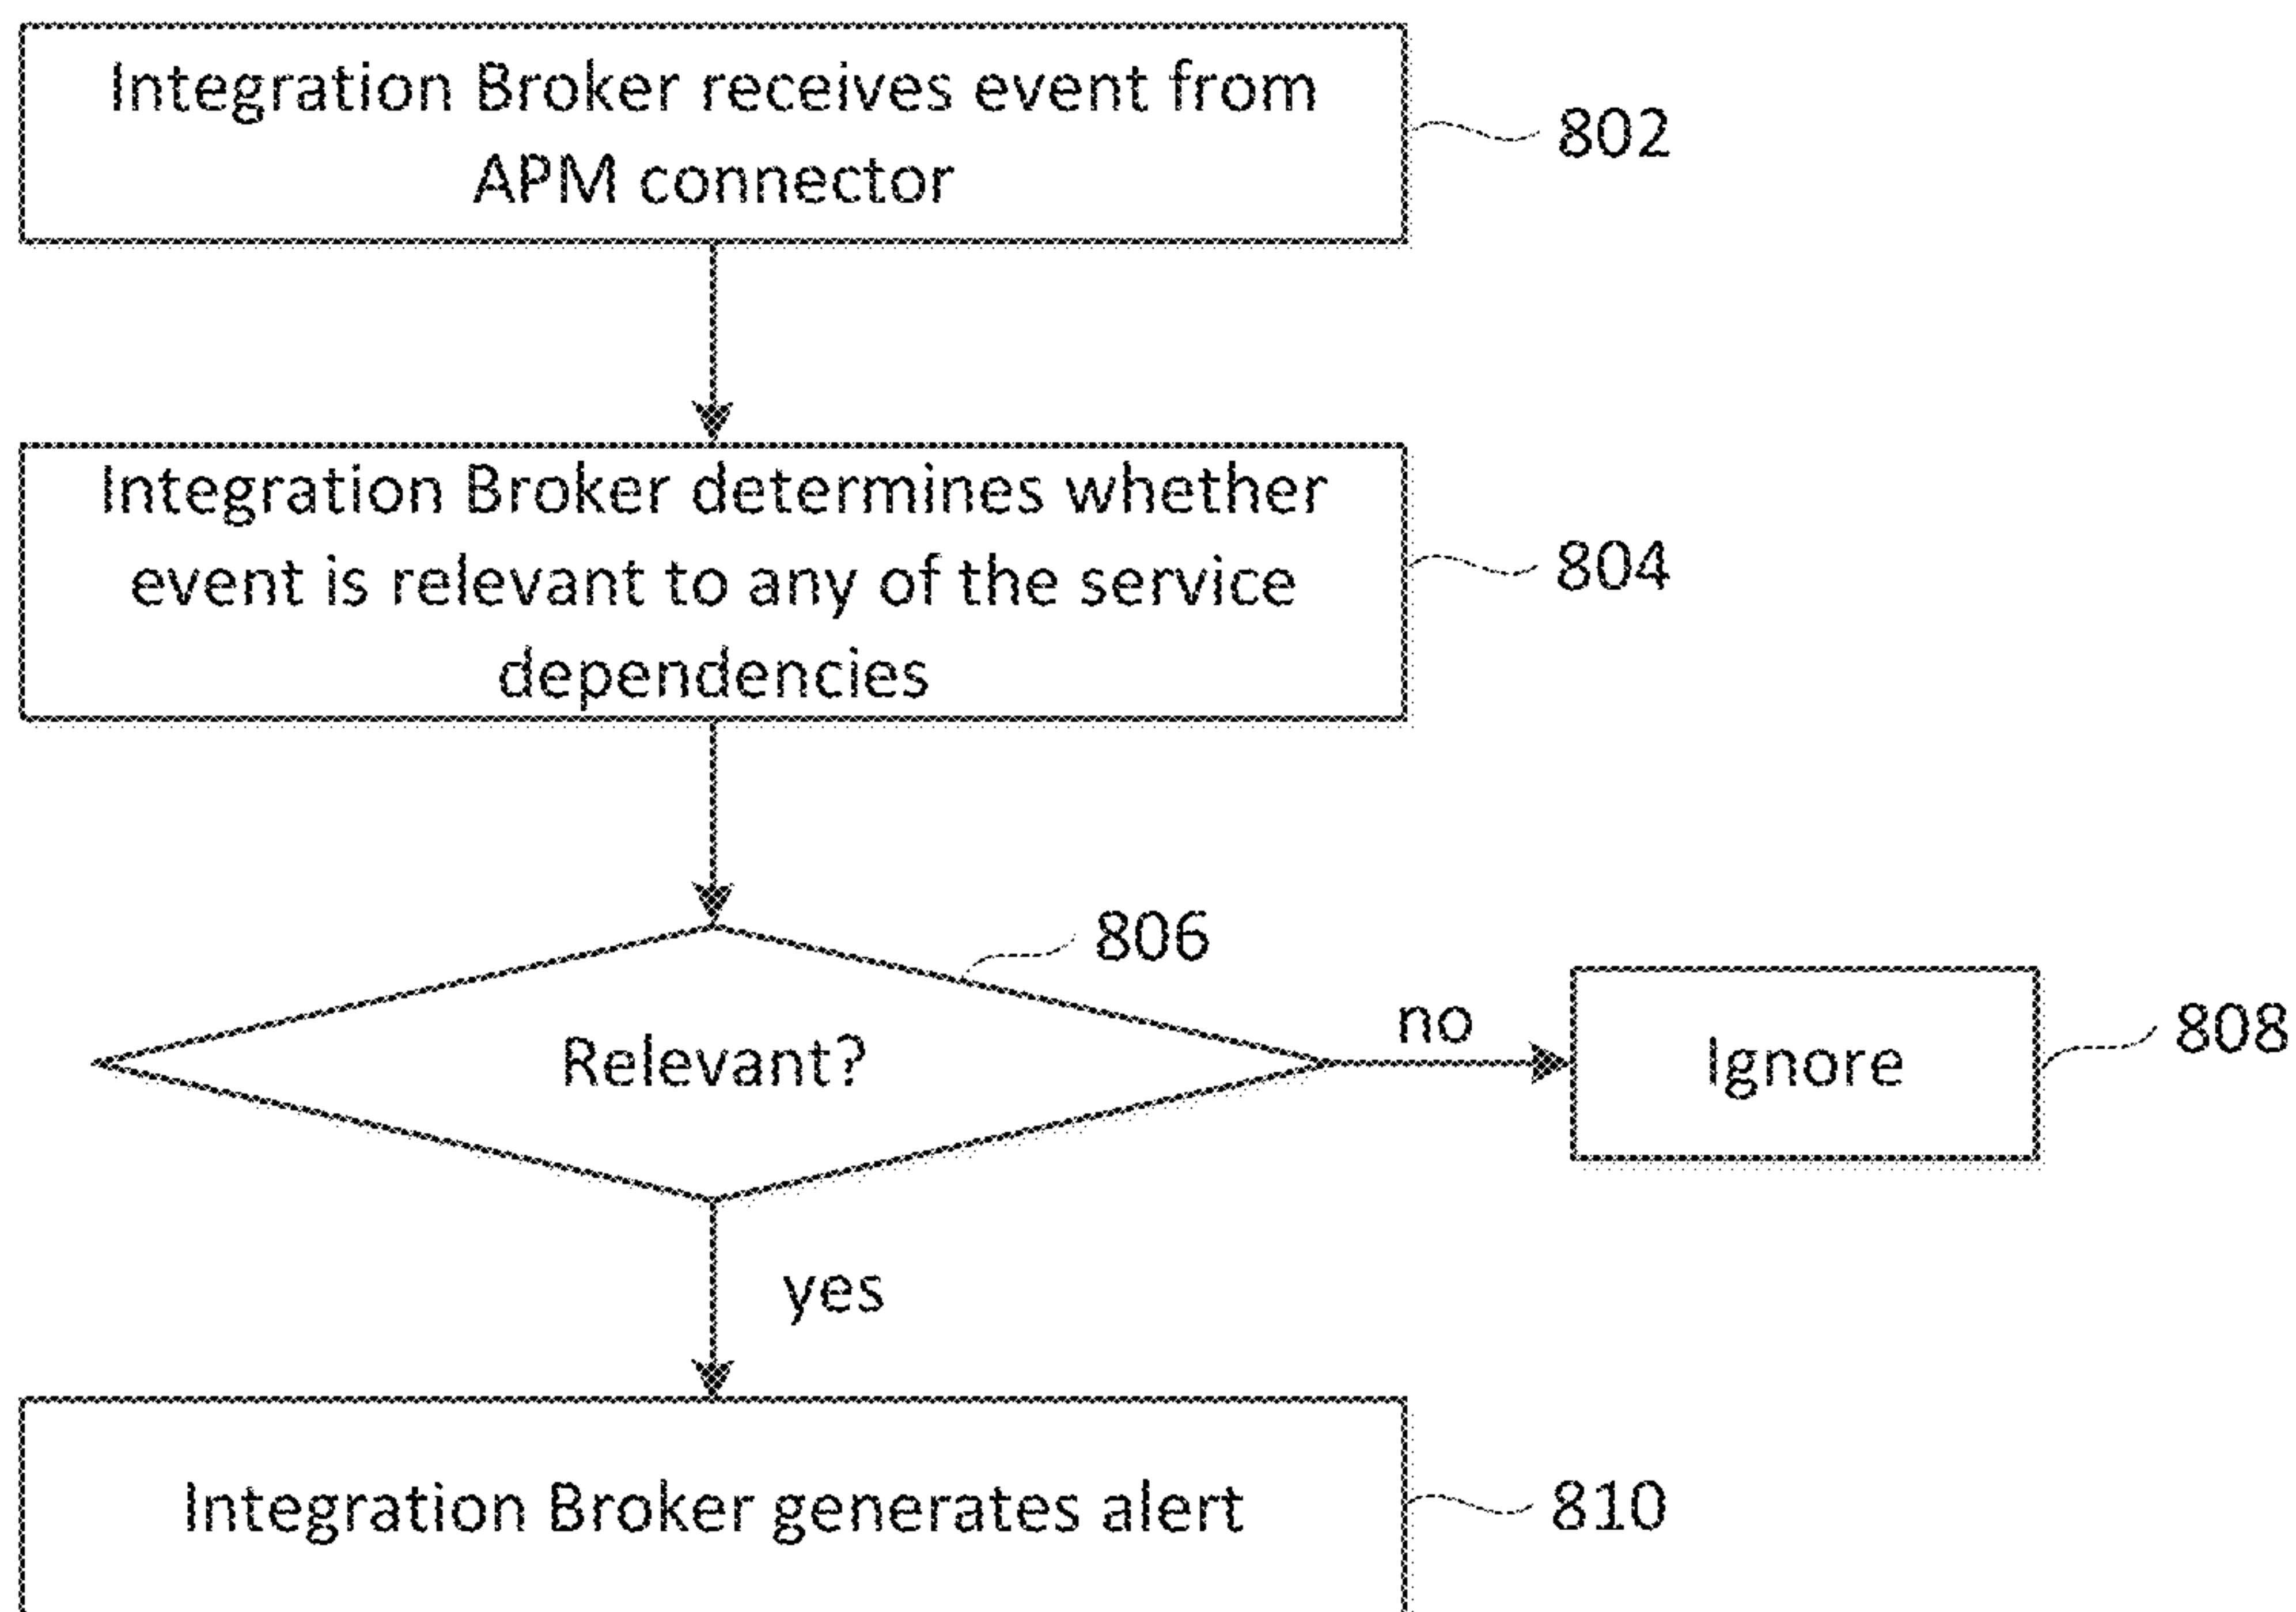 Integration Broker receives event from
APM connector
802
Integration Broker determines whether
event is relevant to any of the service
dependencies
804
806
Relevant?
no
Ignore
808
yes
Integration Broker generates alert
810